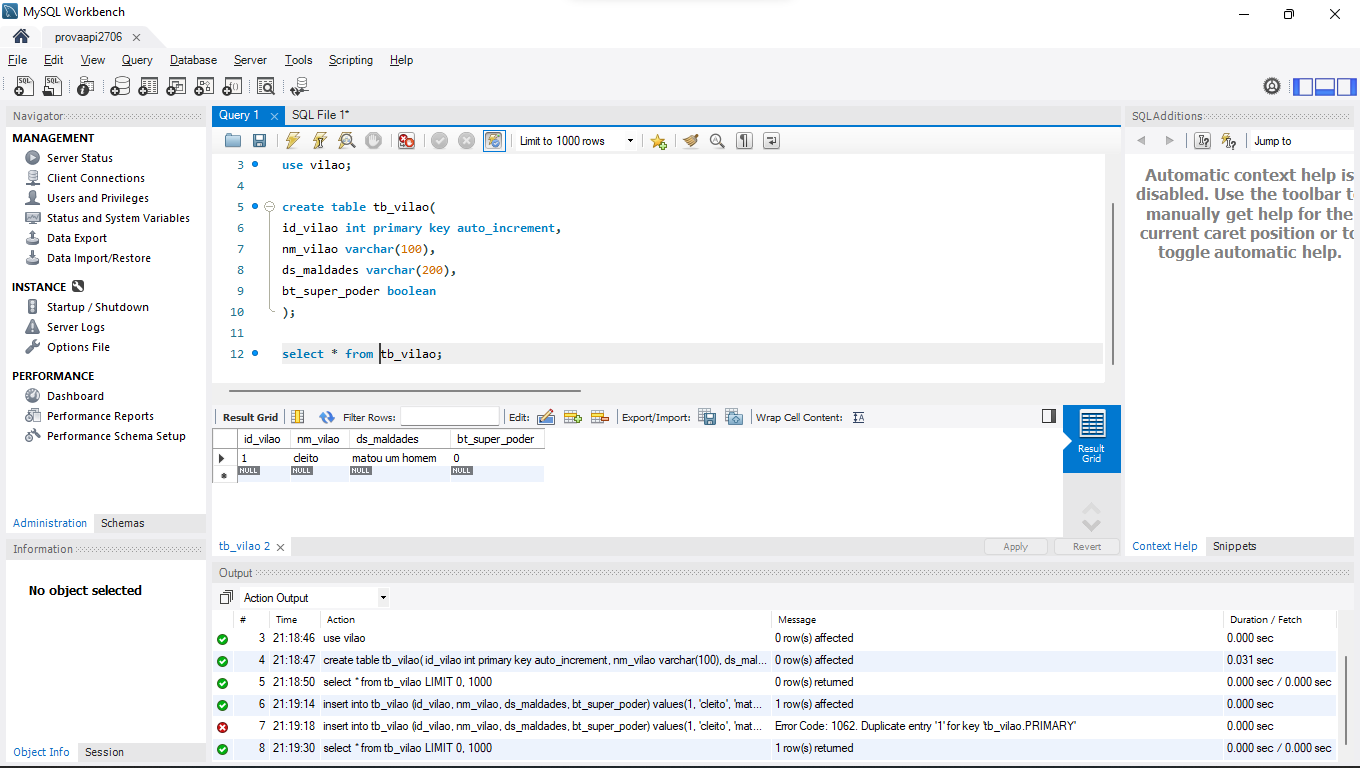 MySQL Workbench
provaapi2706
File Edit View Query Database Server Tools Scripting Help
Navigator
MANAGEMENT
Server Status
Client Connections
Users and Privileges
Status and System Variables
Data Export
Data Import/Restore
INSTANCE
Startup / Shutdown
Server Logs
Options File
PERFORMANCE
Dashboard
Performance Reports
Performance Schema Setup
Administration Schemas
Information
No object selected
Object Info Session
Query 1 SQL File 1*
Limit to 1000 rows
3 use vilao;
4
5 create table tb_vilao(
6 id_vilao int primary key auto_increment,
7 nm_vilao varchar(100),
8 ds_maldades varchar(200),
9 bt_super_poder boolean
10 );
11
12 select * from tb_vilao;
Result Grid Filter Rows: Edit: Export/Import: Wrap Cell Content:
id_vilao nm_vilao ds_maldades bt_super_poder
1 cleito matou um homem 0
NULL NULL NULL NULL
Result
Grid
tb_vilao 2 Apply Revert
SQLAdditions
Jump to
Automatic context help is
disabled. Use the toolbar t
manually get help for the
current caret position or to
toggle automatic help.
Context Help Snippets
Output
Action Output
# Time Action Message Duration / Fetch
3 21:18:46 use vilao 0 row(s) affected 0.000 sec
4 21:18:47 create table tb_vilao( id_vilao int primary key auto_increment, nm_vilao varchar(100), ds_mal... 0 row(s) affected 0.031 sec
5 21:18:50 select * from tb_vilao LIMIT 0, 1000 0 row(s) returned 0.000 sec / 0.000 sec
6 21:19:14 insert into tb_vilao (id_vilao, nm_vilao, ds_maldades, bt_super_poder) values(1, 'cleito', 'mat... 1 row(s) affected 0.000 sec
7 21:19:18 insert into tb_vilao (id_vilao, nm_vilao, ds_maldades, bt_super_poder) values(1, 'cleito', 'mat... Error Code: 1062. Duplicate entry '1' for key 'tb_vilao.PRIMARY' 0.000 sec
8 21:19:30 select * from tb_vilao LIMIT 0, 1000 1 row(s) returned 0.000 sec / 0.000 sec